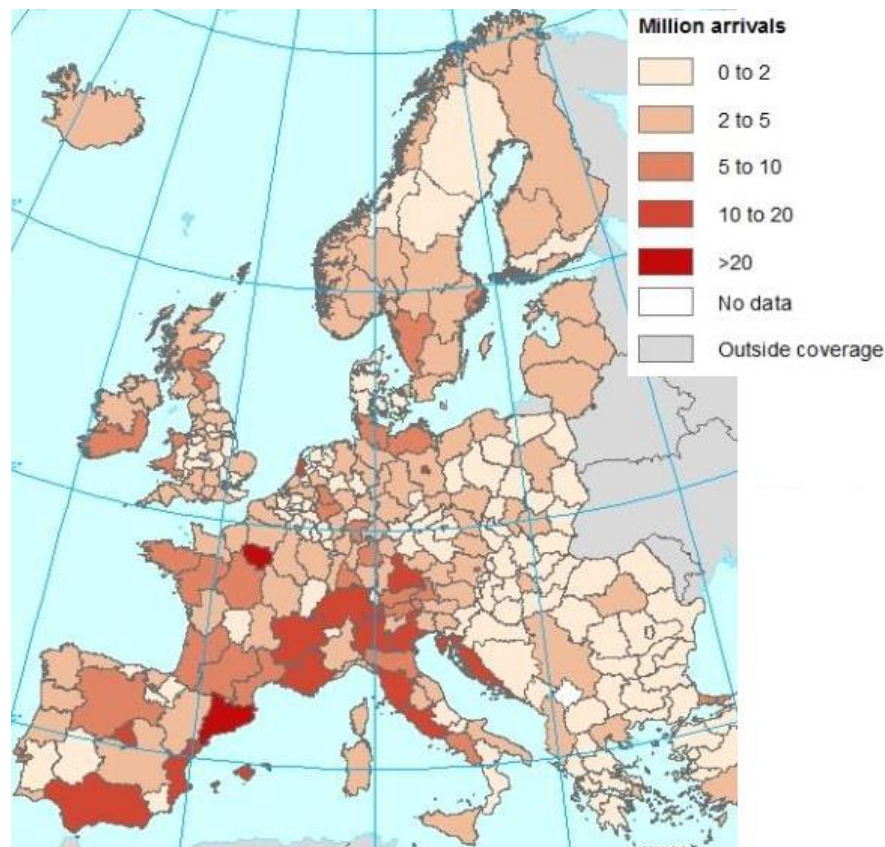 Million arrivals
0 to 2
2 to 5
5 to 10
10 to 20
>20
No data
Outside coverage